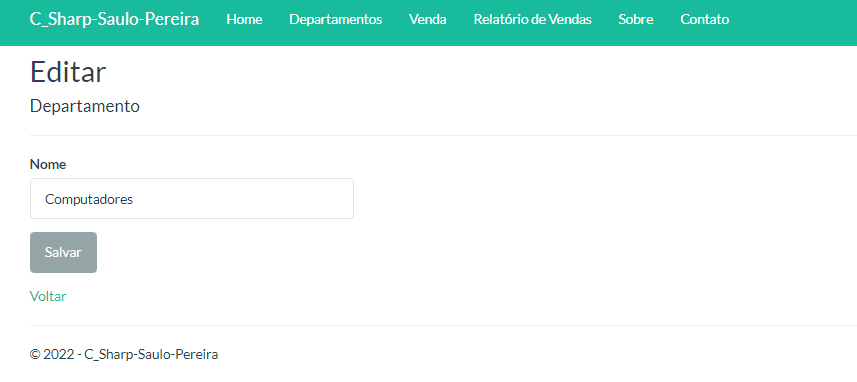 C_Sharp-Saulo-Pereira Home Departamentos Venda Relatório de Vendas Sobre Contato
Editar
Departamento
Nome
Computadores
Salvar
Voltar
© 2022 - C_Sharp-Saulo-Pereira